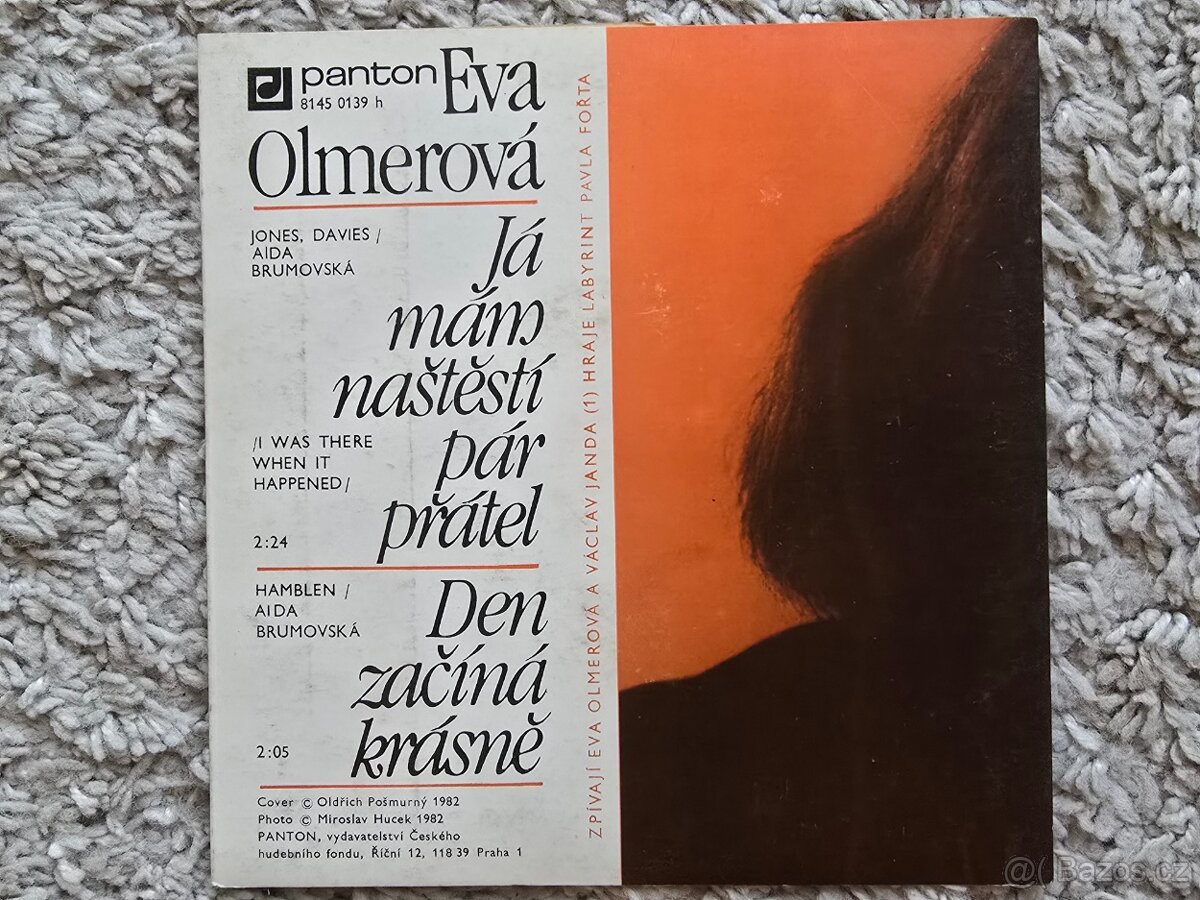 panton
8145 0139 h
Eva
Olmerová
JONES, DAVIES /
AIDA
BRUMOVSKÁ
Já
mám
naštěstí
pár
přátel
/I WAS THERE
WHEN IT
HAPPENED/
2:24
HAMBLEN /
AIDA
BRUMOVSKÁ
Den
začíná
krásně
2:05
Cover © Oldřich Pošmurný 1982
Photo © Miroslav Hucek 1982
PANTON, vydavatelství Českého
hudebního fondu, Říční 12, 118 39 Praha 1
ZPÍVAJÍ EVA OLMEROVÁ A VÁCLAV JANDA (1) HRAJE LABYRINT PAVLA FOŘTA
@( Bazos.cz